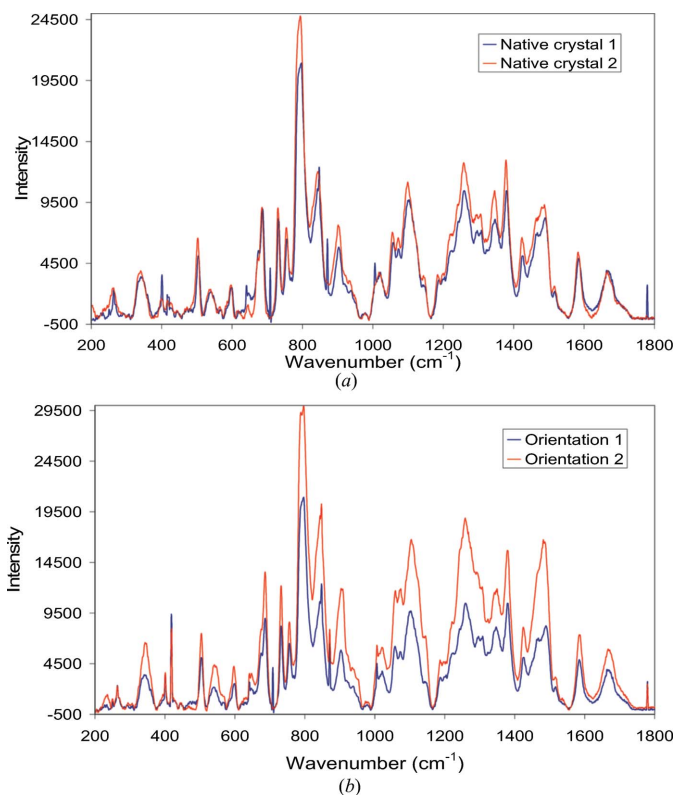 24500
19500
14500
9500
4500
-500
Intensity
Native crystal 1
Native crystal 2
200 400 600 800 1000 1200 1400 1600 1800
Wavenumber (cm⁻¹)
(a)
29500
24500
19500
14500
9500
4500
-500
Intensity
Orientation 1
Orientation 2
200 400 600 800 1000 1200 1400 1600 1800
Wavenumber (cm⁻¹)
(b)